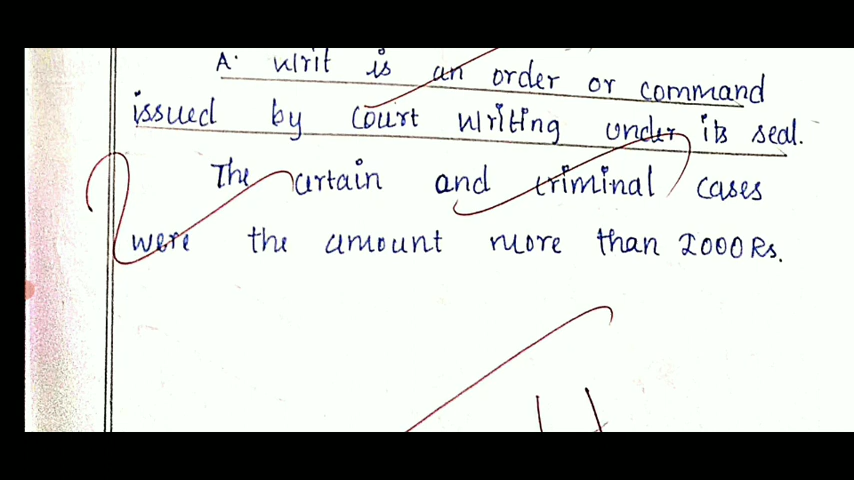 A. Writ is an order or command
issued by court writing under its seal.
The certain and criminal cases
were the amount more than 2000 Rs.